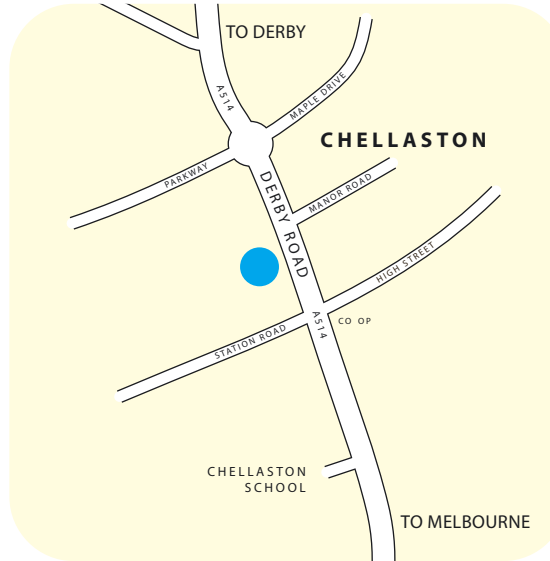 TO DERBY
A514
MAPLE DRIVE
CHELLASTON
PARKWAY
DERBY ROAD
MANOR ROAD
HIGH STREET
A514
CO OP
STATION ROAD
CHELLASTON
SCHOOL
TO MELBOURNE